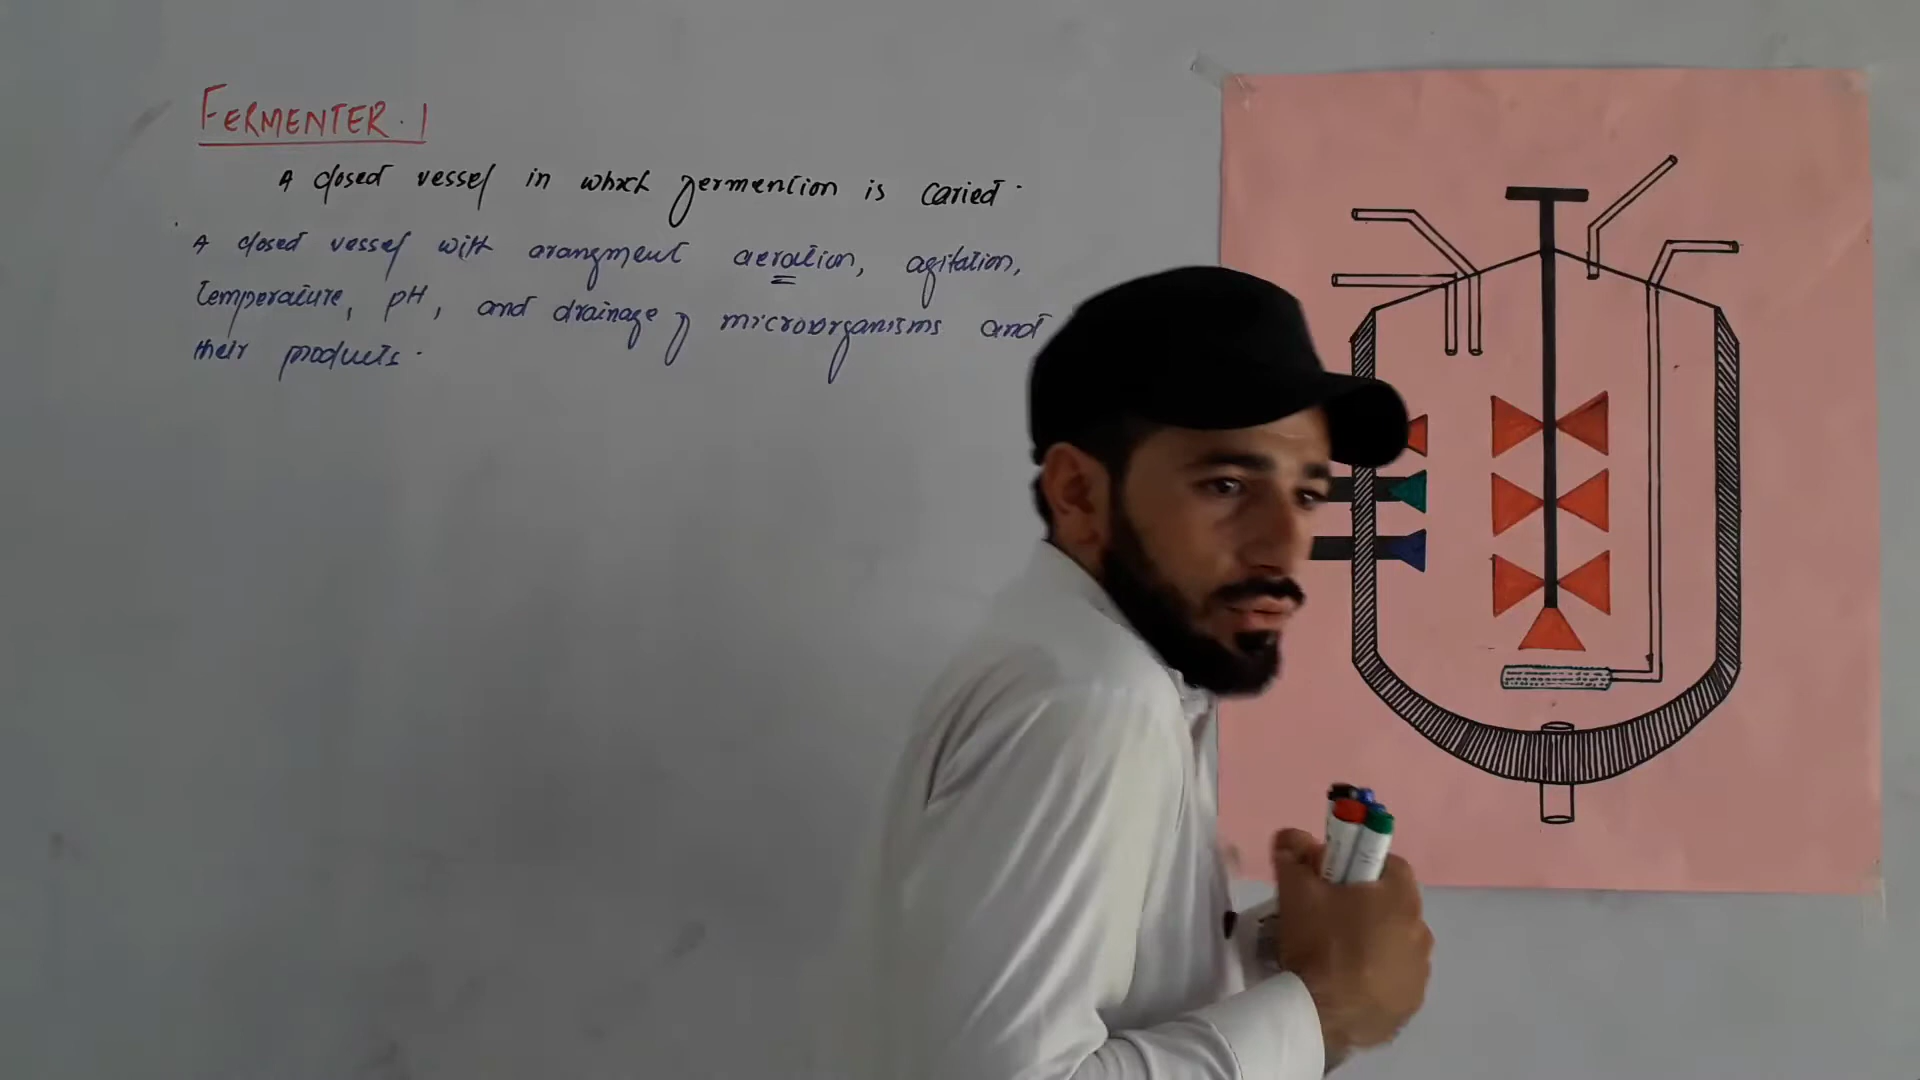 FERMENTER. 1
A closed vessel in which fermention is caried.
A closed vessel with arangment aeration, agitation,
temperature, pH, and drainage of microorganisms and
their products.